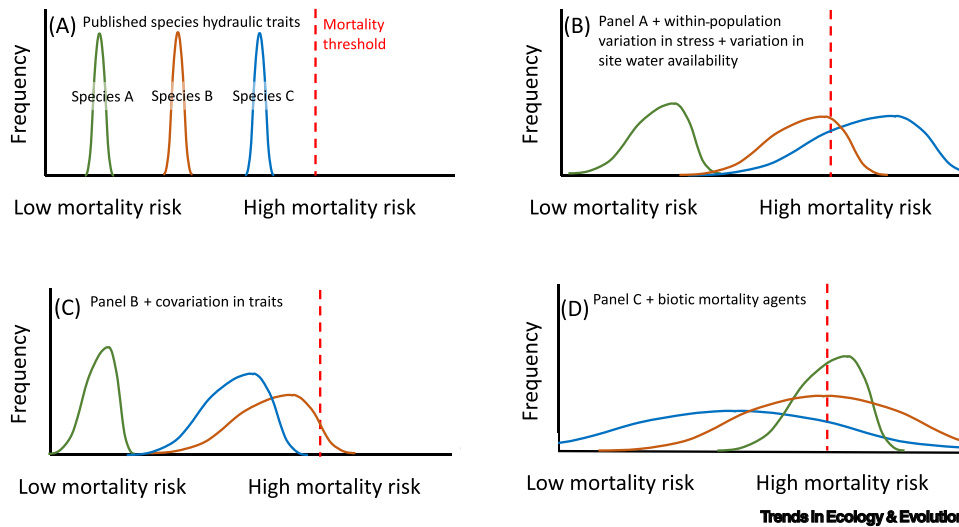 (A)
Published species hydraulic traits
Mortality
threshold
Frequency
Species A
Species B
Species C
Low mortality risk
High mortality risk
(B)
Panel A + within-population
variation in stress + variation in
site water availability
Frequency
Low mortality risk
High mortality risk
(C)
Panel B + covariation in traits
Frequency
Low mortality risk
High mortality risk
(D)
Panel C + biotic mortality agents
Frequency
Low mortality risk
High mortality risk
Trends in Ecology & Evolution